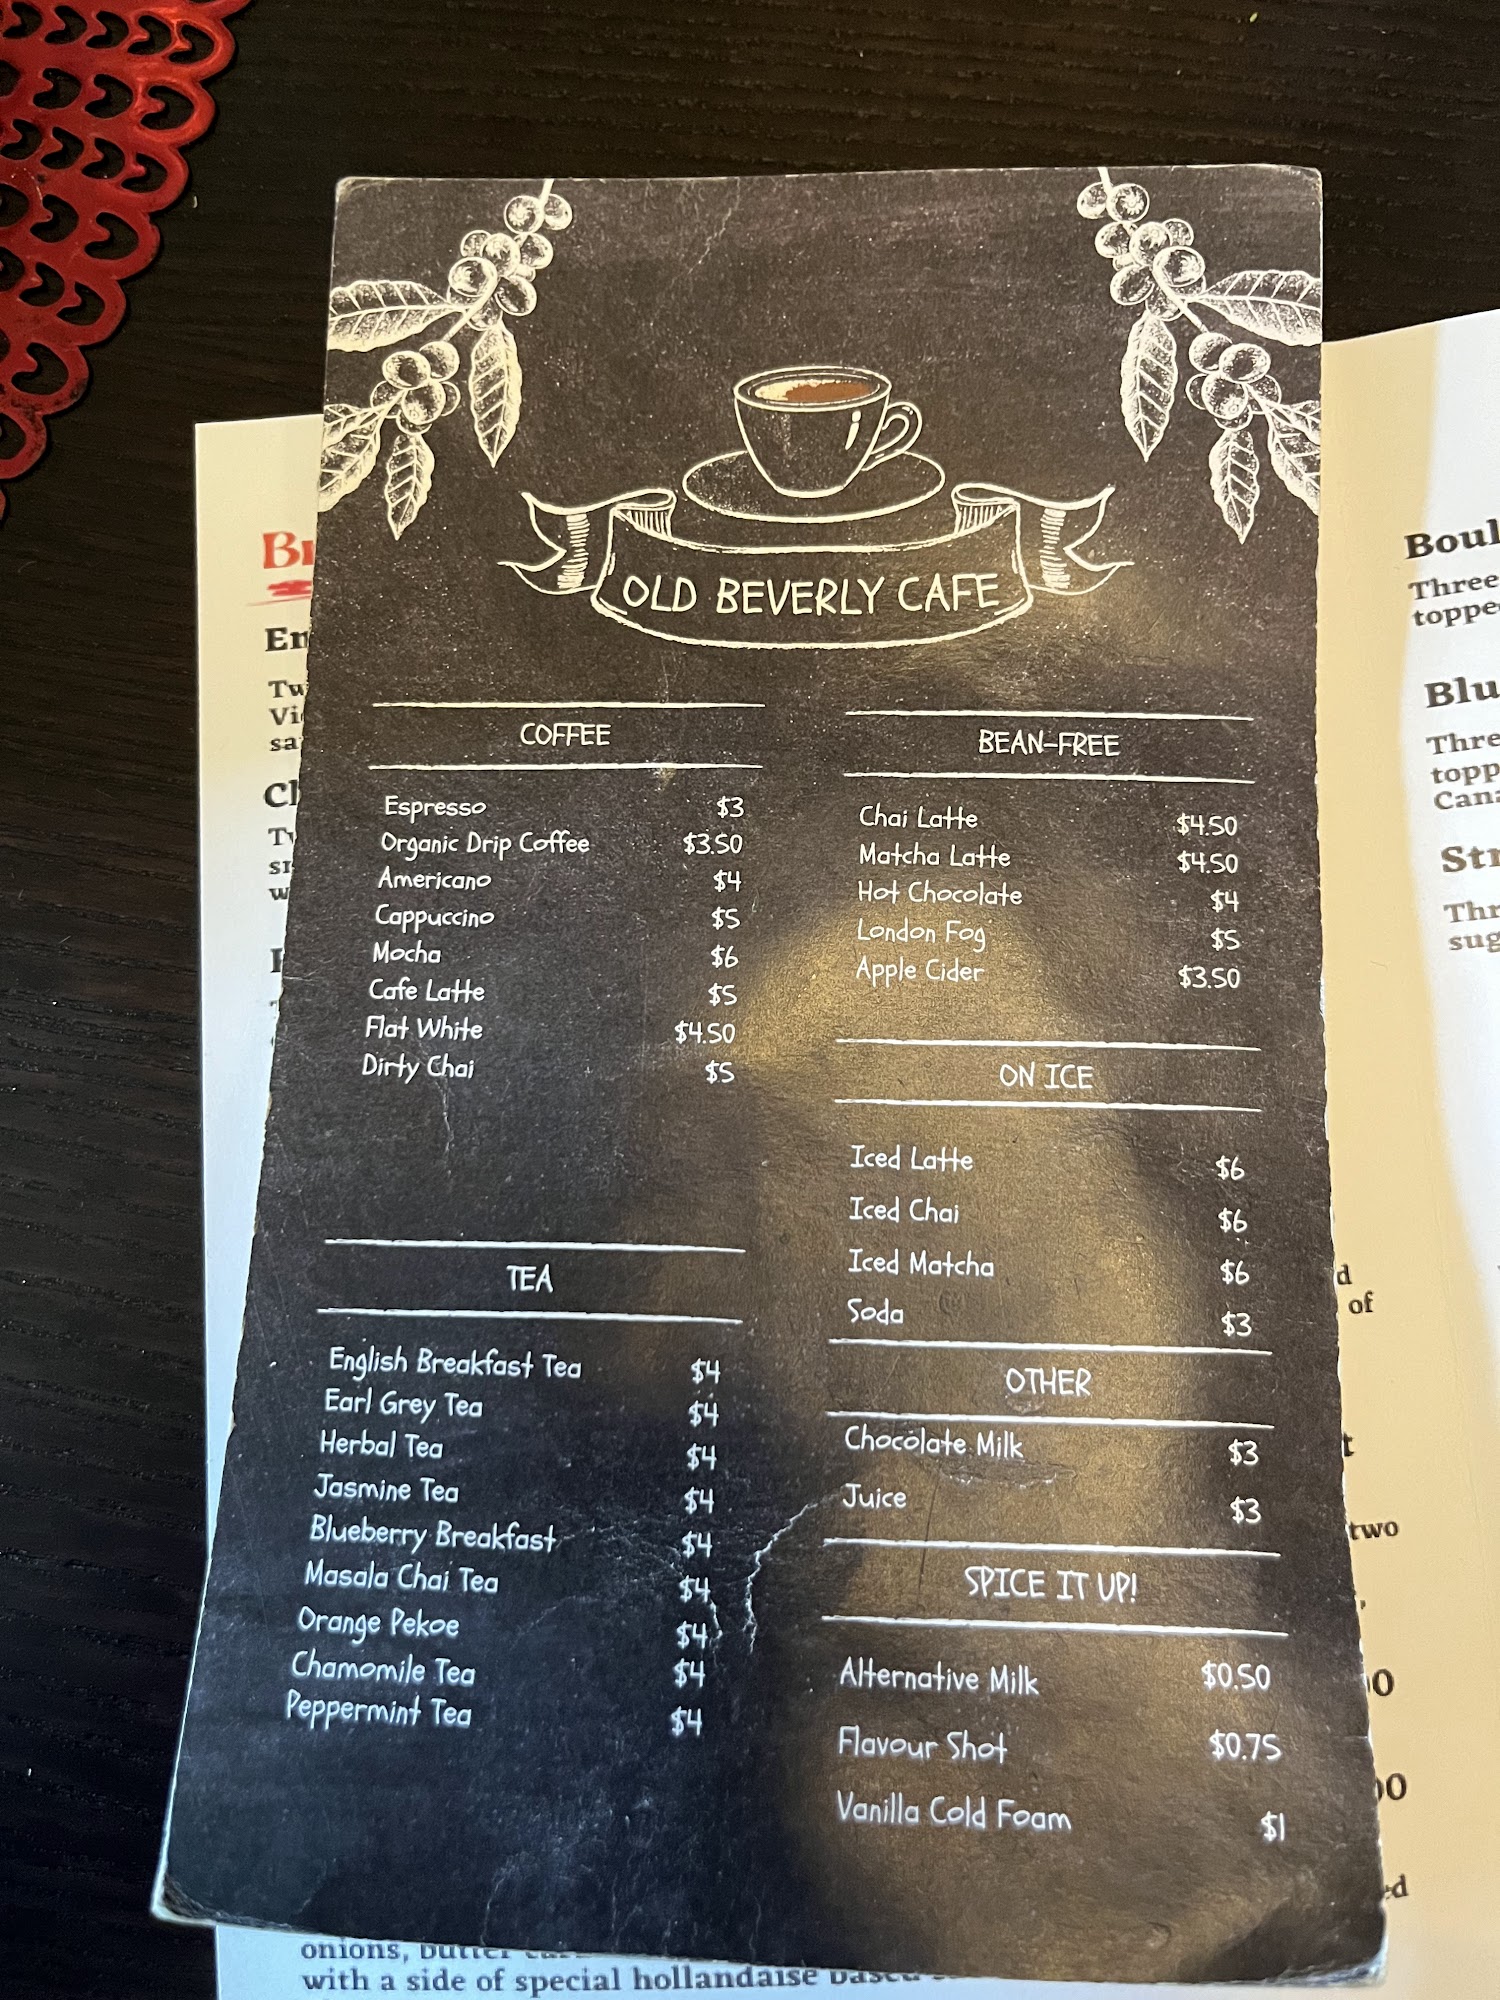 OLD BEVERLY CAFE
COFFEE
Espresso $3
Organic Drip Coffee $3.50
Americano $4
Cappuccino $5
Mocha $6
Cafe Latte $5
Flat White $4.50
Dirty Chai $5
TEA
English Breakfast Tea $4
Earl Grey Tea $4
Herbal Tea $4
Jasmine Tea $4
Blueberry Breakfast $4
Masala Chai Tea $4
Orange Pekoe $4
Chamomile Tea $4
Peppermint Tea $4
BEAN-FREE
Chai Latte $4.50
Matcha Latte $4.50
Hot Chocolate $4
London Fog $5
Apple Cider $3.50
ON ICE
Iced Latte $6
Iced Chai $6
Iced Matcha $6
Soda $3
OTHER
Chocolate Milk $3
Juice $3
SPICE IT UP!
Alternative Milk $0.50
Flavour Shot $0.75
Vanilla Cold Foam $1
Three
of
two
onions,
with a side of special hollandaise